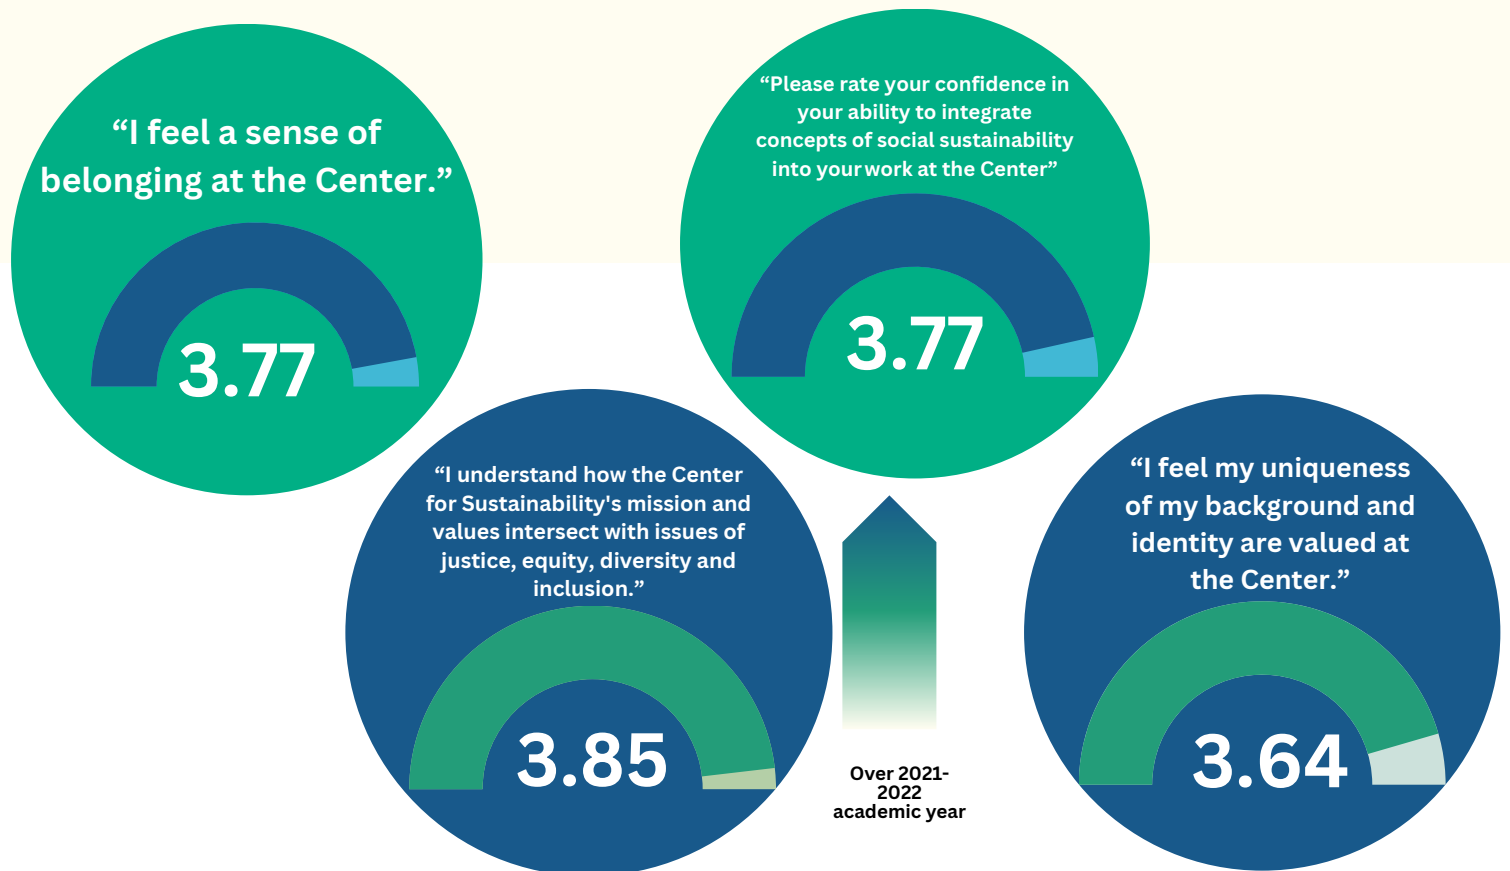 “I feel a sense of
belonging at the Center.”
3.77
“Please rate your confidence in
your ability to integrate
concepts of social sustainability
into your work at the Center”
3.77
“I understand how the Center
for Sustainability's mission and
values intersect with issues of
justice, equity, diversity and
inclusion.”
3.85
Over 2021-
2022
academic year
“I feel my uniqueness
of my background and
identity are valued at
the Center.”
3.64